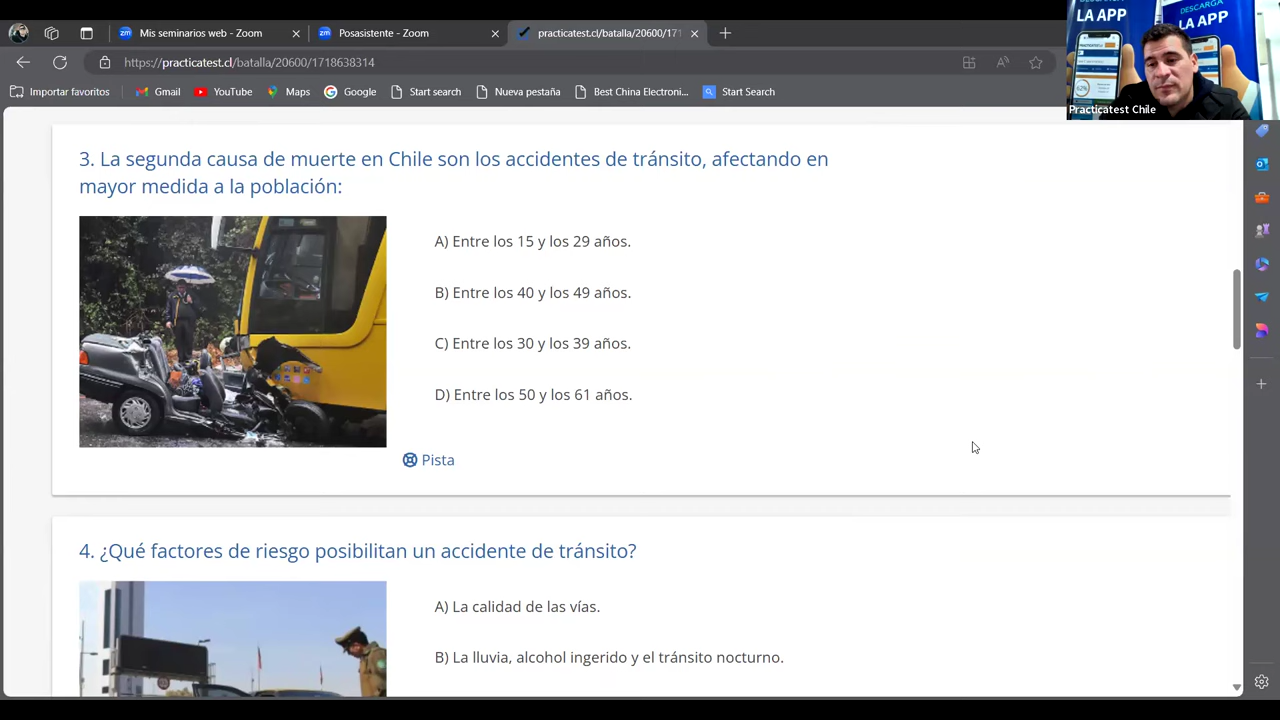 DESCARGA
LA APP
DESCARGA
LA APP
62%
Practicatest Chile
Mis seminarios web - Zoom
Posasistente - Zoom
practicatest.cl/batalla/20600/171
https://practicatest.cl/batalla/20600/1718638314
Importar favoritos
Gmail
YouTube
Maps
Google
Start search
Nueva pestaña
Best China Electroni...
Start Search
3. La segunda causa de muerte en Chile son los accidentes de tránsito, afectando en
mayor medida a la población:
A) Entre los 15 y los 29 años.
B) Entre los 40 y los 49 años.
C) Entre los 30 y los 39 años.
D) Entre los 50 y los 61 años.
Pista
4. ¿Qué factores de riesgo posibilitan un accidente de tránsito?
A) La calidad de las vías.
B) La lluvia, alcohol ingerido y el tránsito nocturno.